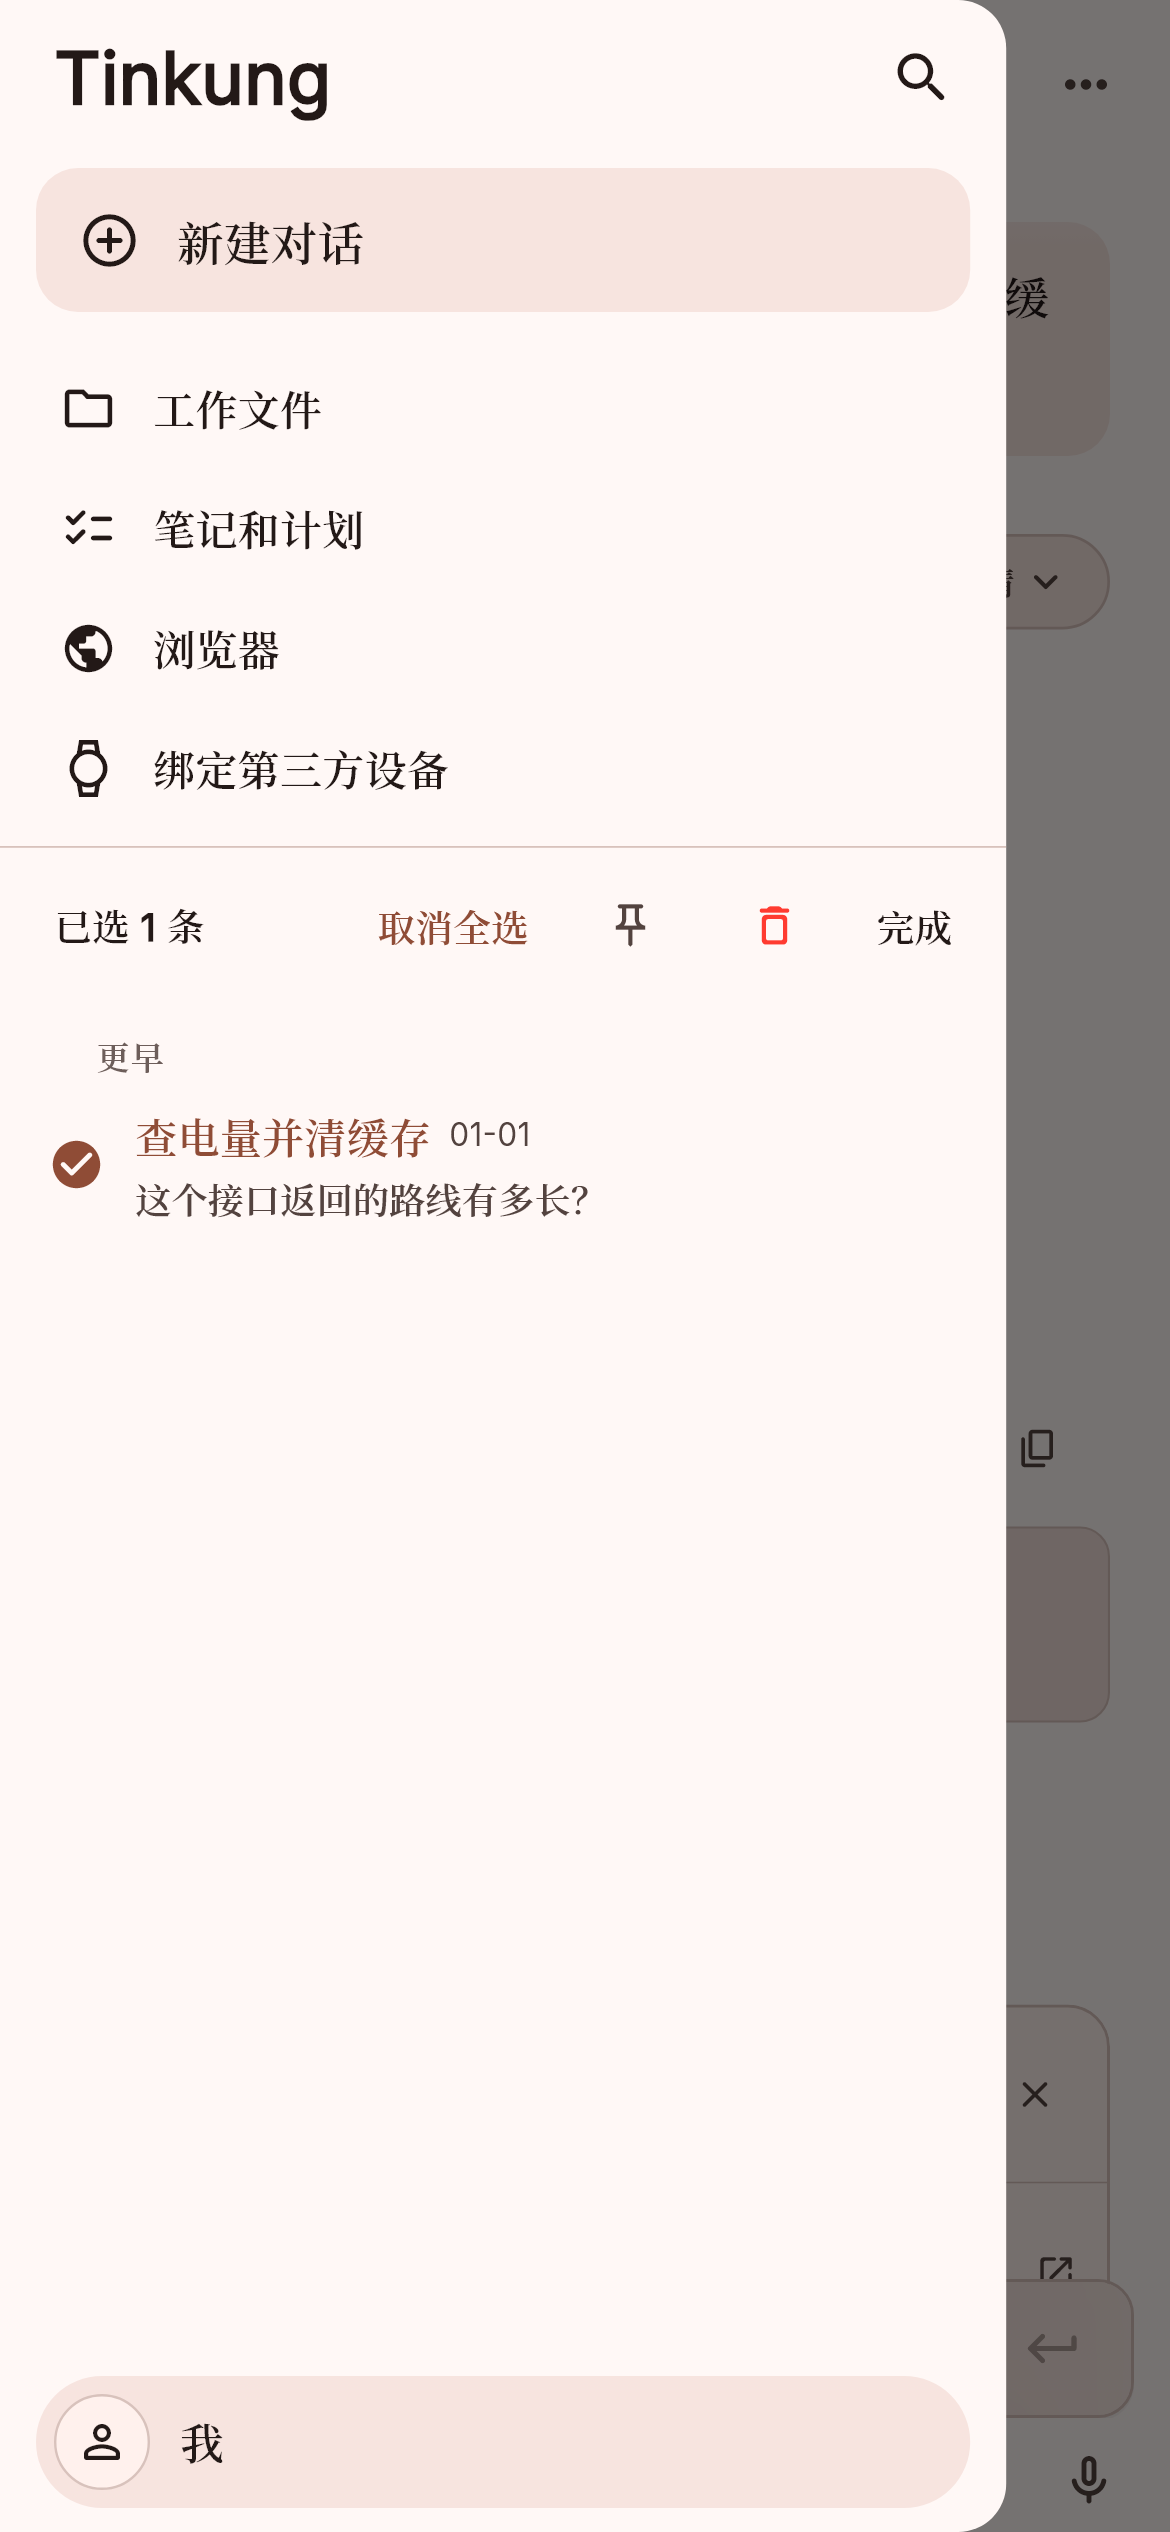 Tinkung
新建对话
缓
工作文件
笔记和计划
浏览器
绑定第三方设备
已选 1 条 取消全选 完成
更早
查电量并清缓存 01-01
这个接口返回的路线有多长？
我